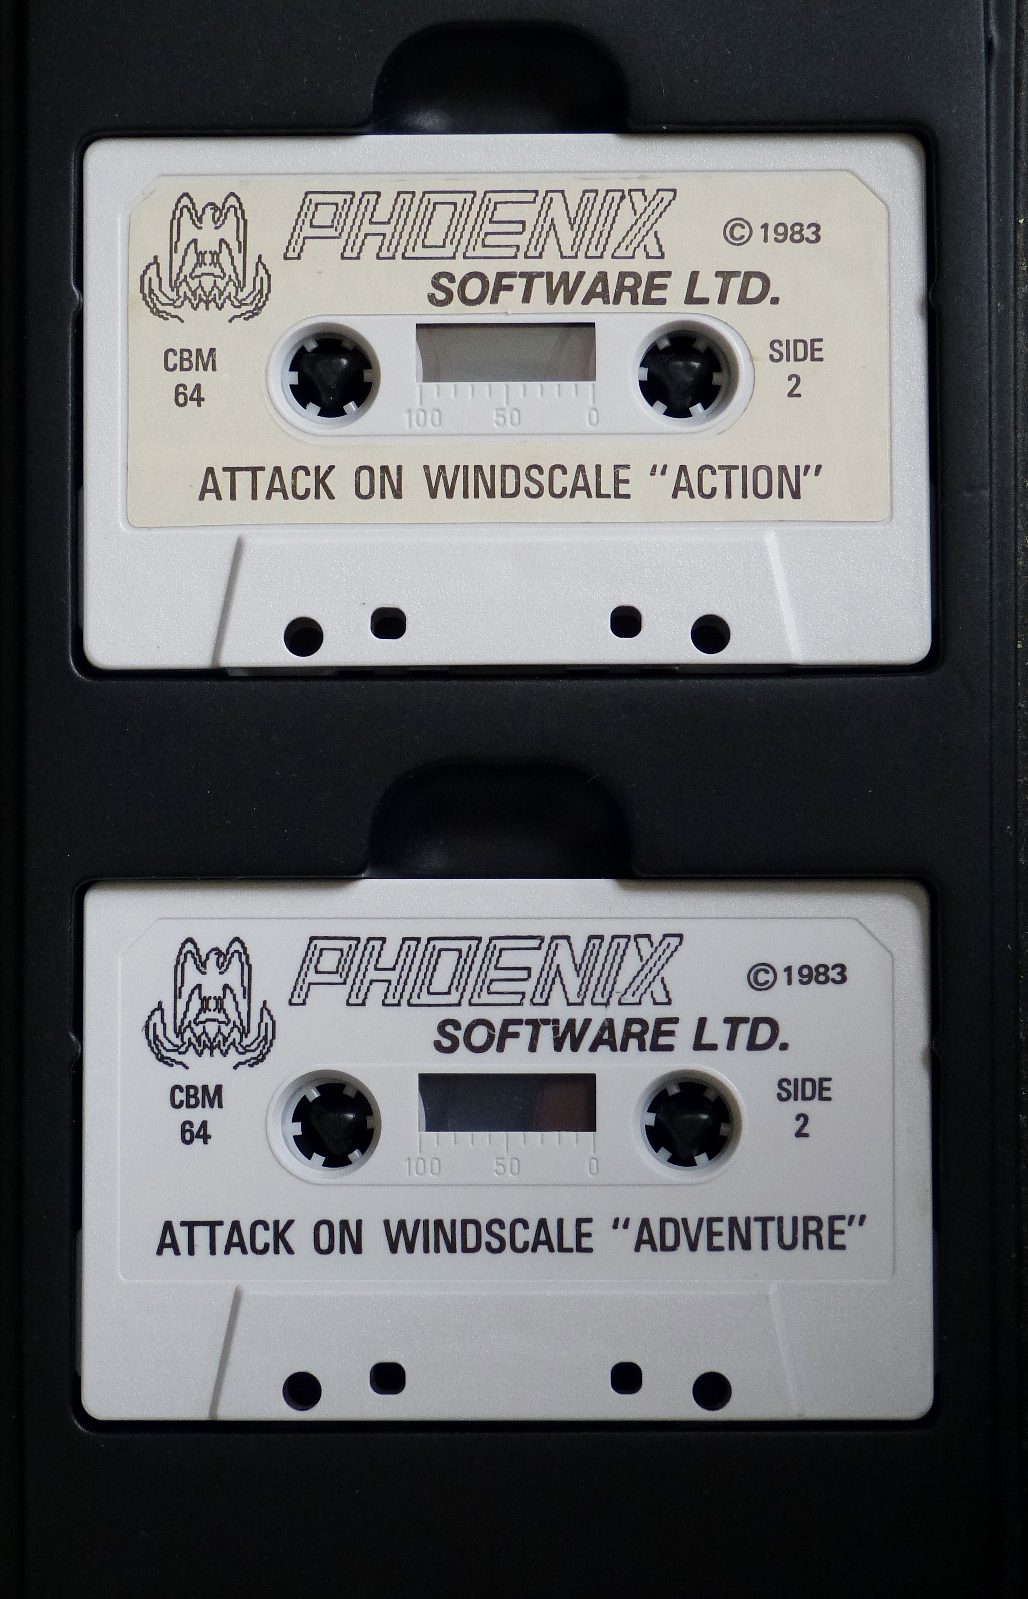 PHOENIX
© 1983
SOFTWARE LTD.
CBM
64
SIDE
2
100 50 0
ATTACK ON WINDSCALE "ACTION"
PHOENIX
© 1983
SOFTWARE LTD.
CBM
64
SIDE
2
100 50 0
ATTACK ON WINDSCALE "ADVENTURE"